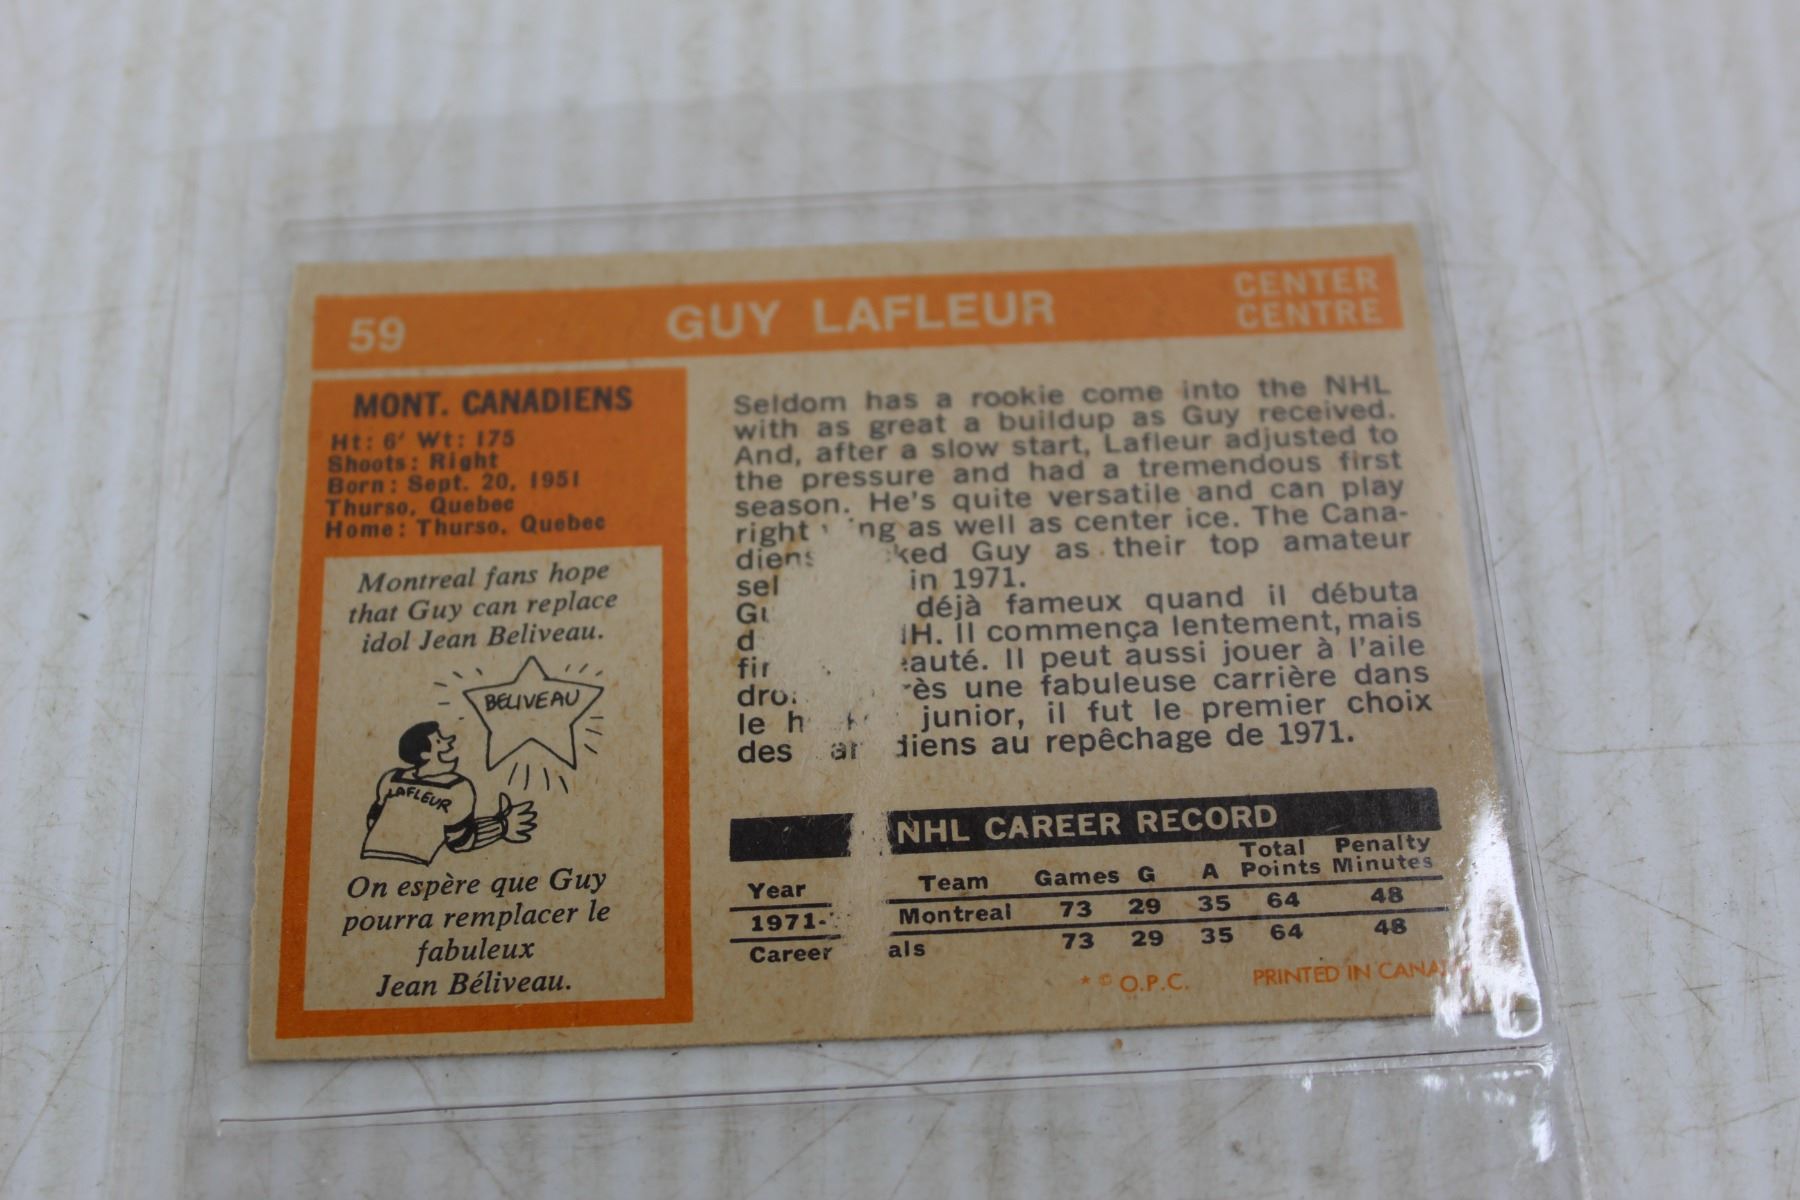 59
GUY LAFLEUR
CENTER
CENTRE
MONT. CANADIENS
Ht: 6' Wt: 175
Shoots: Right
Born: Sept. 20, 1951
Thurso, Quebec
Home: Thurso, Quebec
Montreal fans hope
that Guy can replace
idol Jean Beliveau.
BELIVEAU
LAFLEUR
On espère que Guy
pourra remplacer le
fabuleux
Jean Béliveau.
Seldom has a rookie come into the NHL
with as great a buildup as Guy received.
And, after a slow start, Lafleur adjusted to
the pressure and had a tremendous first
season. He's quite versatile and can play
right as well as center ice. The Cana-
diens Guy as their top amateur
in 1971.
déjà fameux quand il débuta
Il commença lentement, mais
Il peut aussi jouer à l'aile
une fabuleuse carrière dans
le junior, il fut le premier choix
des au repêchage de 1971.
NHL CAREER RECORD
Year Team Games G A Total Points Penalty Minutes
1971- Montreal 73 29 35 64 48
Career 73 29 35 64 48
* © O.P.C. PRINTED IN